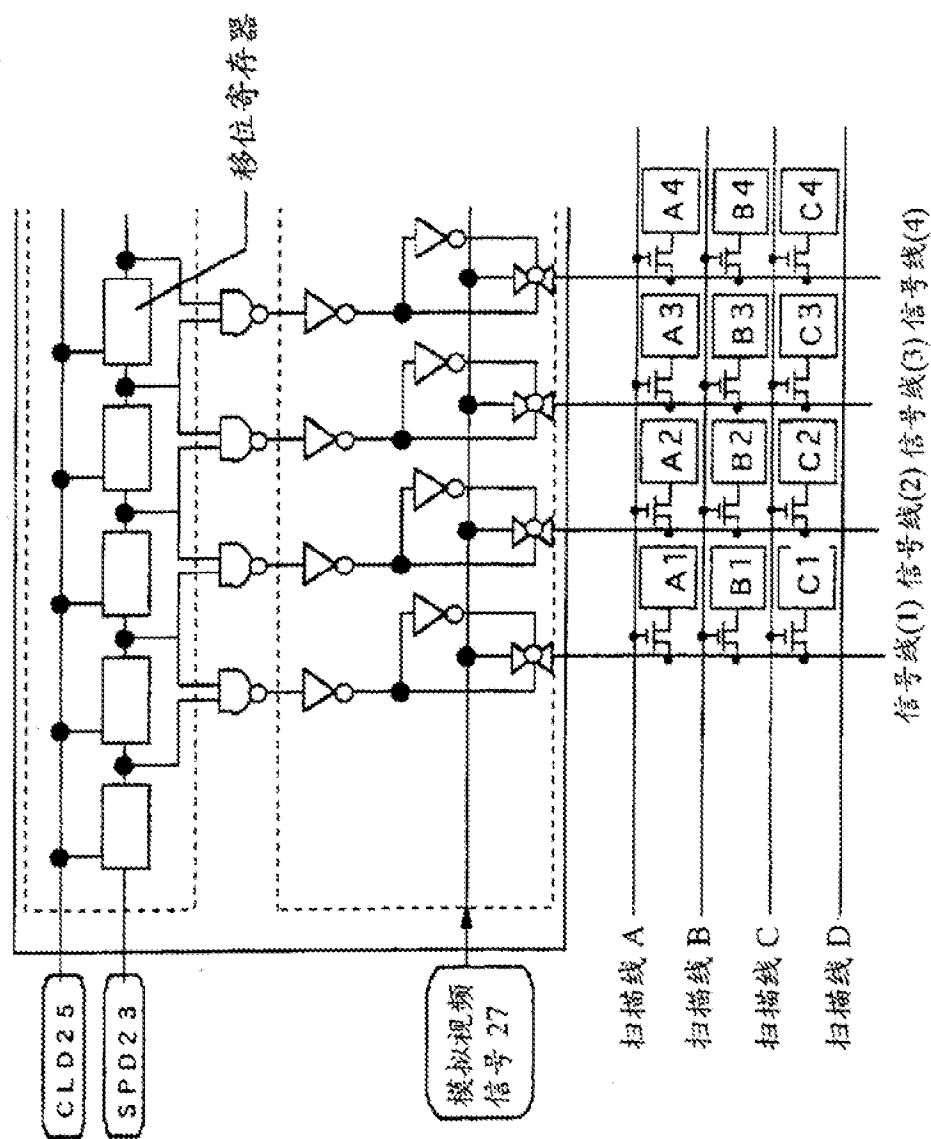 移位寄存器
CLD25
SPD23
模拟视频
信号 27
A1 A2 A3 A4
B1 B2 B3 B4
C1 C2 C3 C4
扫描线 A
扫描线 B
扫描线 C
扫描线 D
信号线(1) 信号线(2) 信号线(3) 信号线(4)